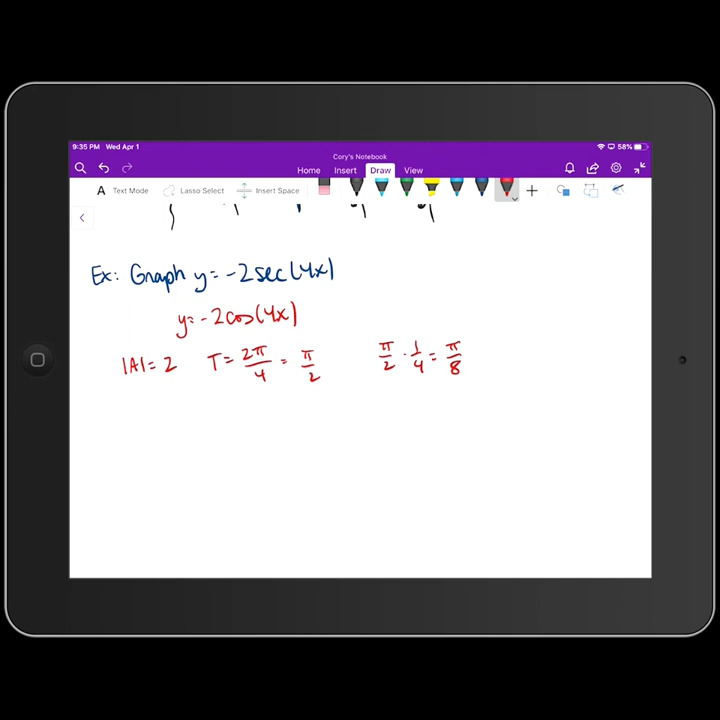 9:35 PM Wed Apr 1
58%
Cory's Notebook
Home Insert Draw View
A Text Mode Lasso Select Insert Space
Ex: Graph y = -2sec(4x)
y = -2cos(4x)
|A| = 2 T = 2π/4 = π/2 π/2 · 1/4 = π/8